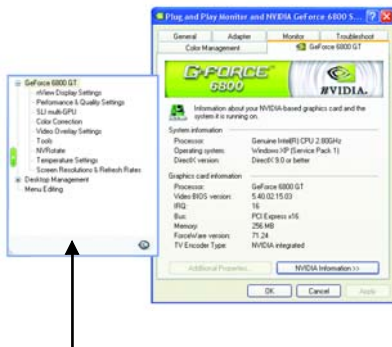 Plug and Play Monitor and NVIDIA GeForce 6800 S...
General
Adapter
Monitor
Troubleshoot
Color Management
GeForce 6800 GT
GEFORCE
6800
NVIDIA.
Information about your NVIDIA-based graphics card and the
system it is running on.
System information
Processor: Genuine Intel(R) CPU 2.80GHz
Operating system: Windows XP (Service Pack 1)
DirectX version: DirectX 9.0 or better
Graphics card information
Processor: GeForce 6800 GT
Video BIOS version: 5.40.02.15.03
IRQ: 16
Bus: PCI Express x16
Memory: 256 MB
ForceWare version: 71.24
TV Encoder Type: NVIDIA integrated
Additional Properties...
NVIDIA Information >>
OK
Cancel
Apply
GeForce 6800 GT
nView Display Settings
Performance & Quality Settings
SLI multi-GPU
Color Correction
Video Overlay Settings
Tools
NVRotate
Temperature Settings
Screen Resolutions & Refresh Rates
Desktop Management
Menu Editing